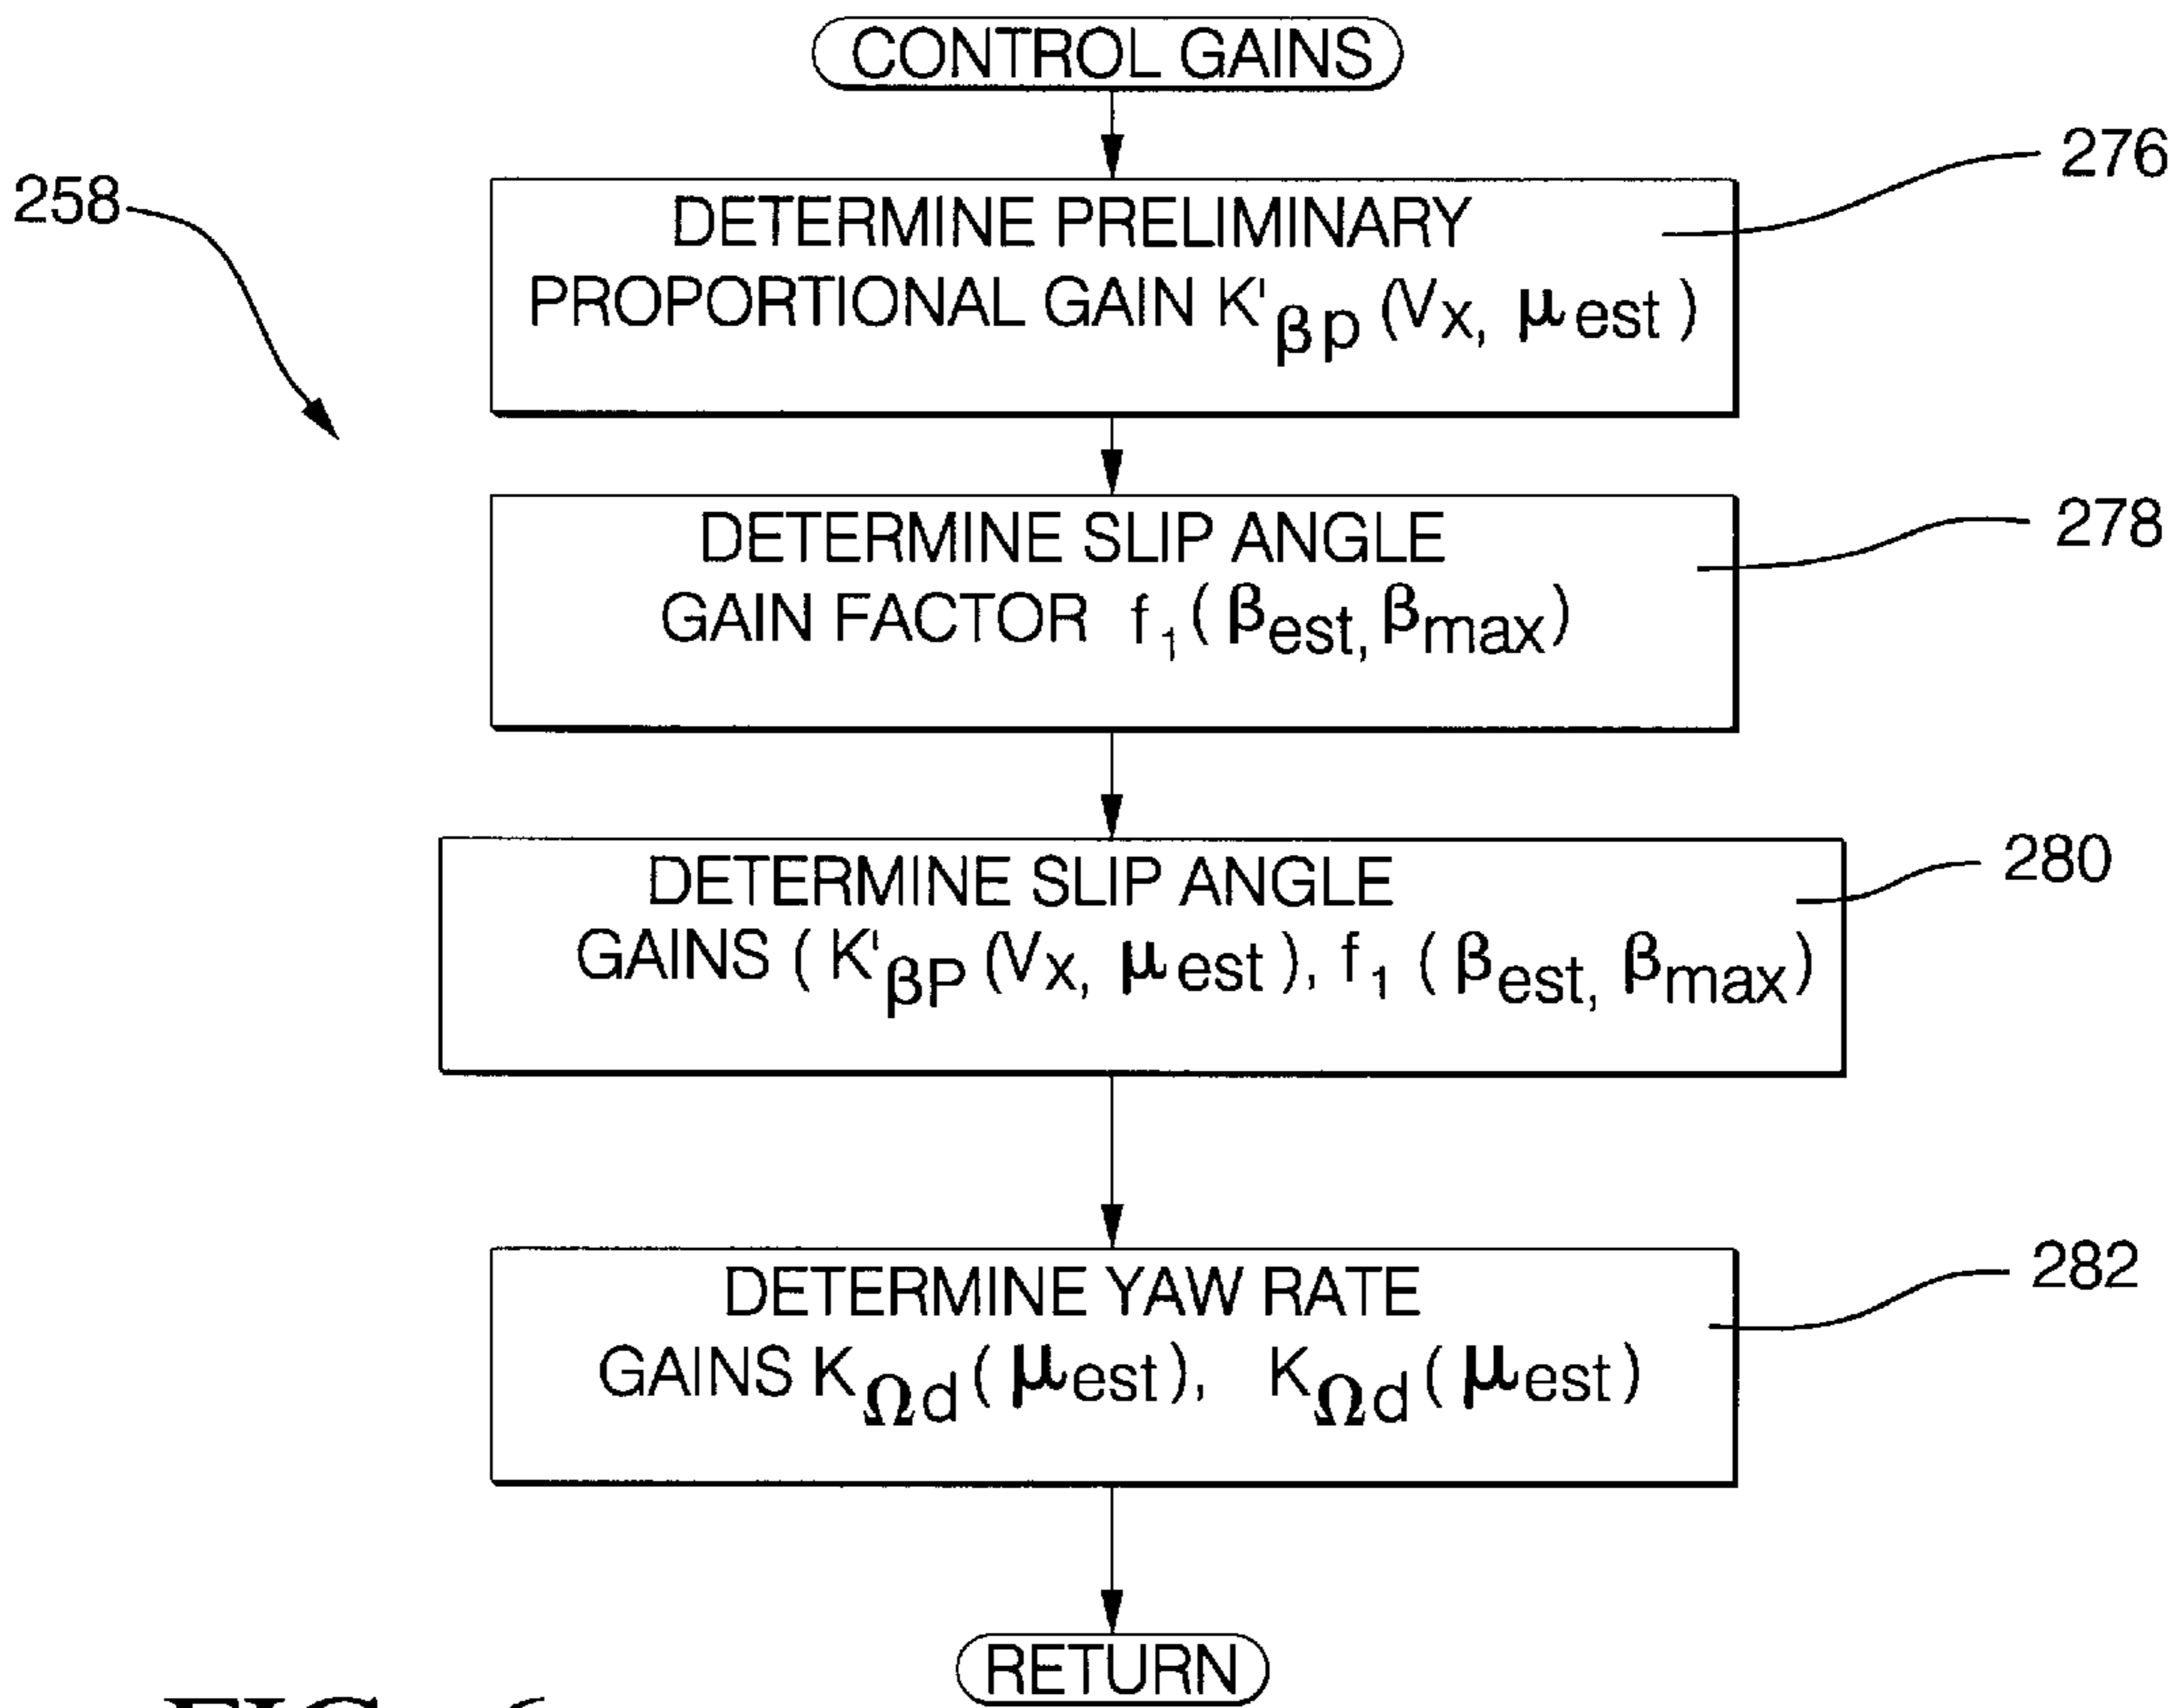 CONTROL GAINS
276
258
DETERMINE PRELIMINARY
PROPORTIONAL GAIN K'βp (Vx, μest)
278
DETERMINE SLIP ANGLE
GAIN FACTOR f1(βest, βmax)
280
DETERMINE SLIP ANGLE
GAINS (K'βP (Vx, μest), f1 (βest, βmax)
282
DETERMINE YAW RATE
GAINS KΩd(μest), KΩd(μest)
RETURN